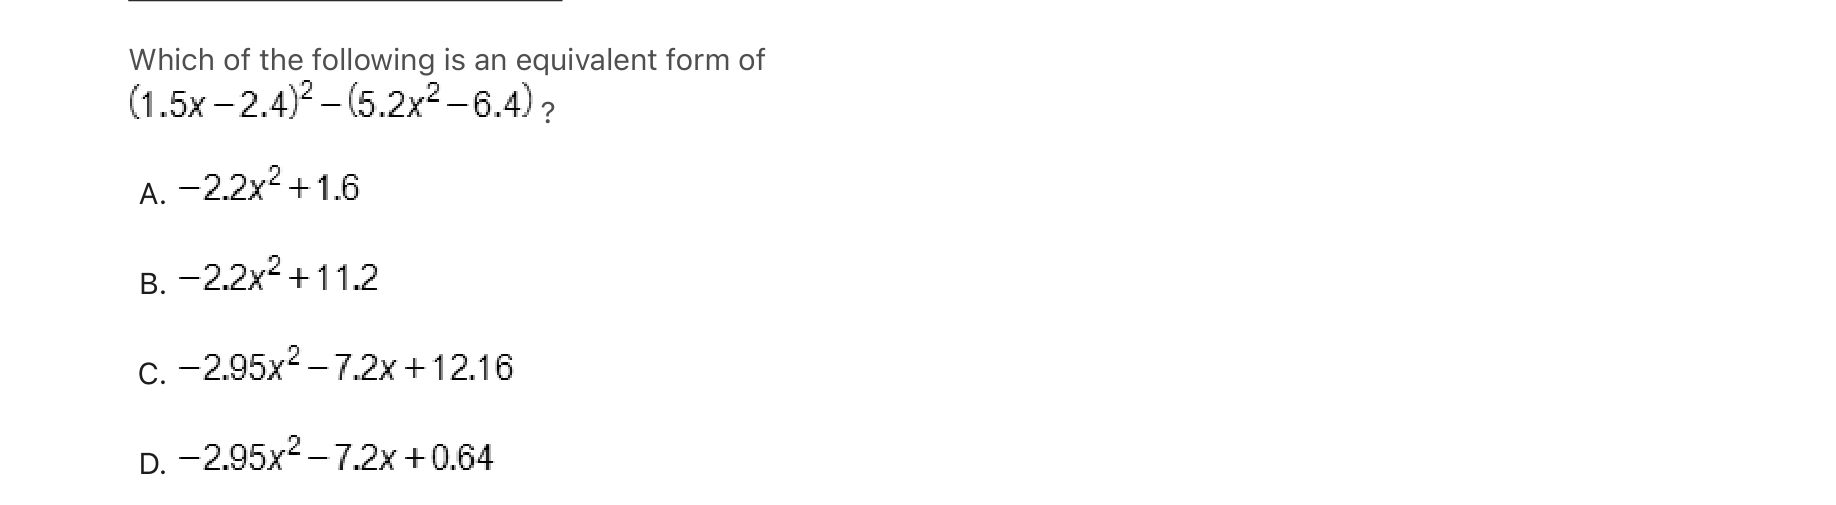 Which of the following is an equivalent form of
(1.5x – 2.4)² – (5.2x² – 6.4) ?
A. –2.2x² + 1.6
B. –2.2x² + 11.2
C. –2.95x² – 7.2x + 12.16
D. –2.95x² – 7.2x + 0.64